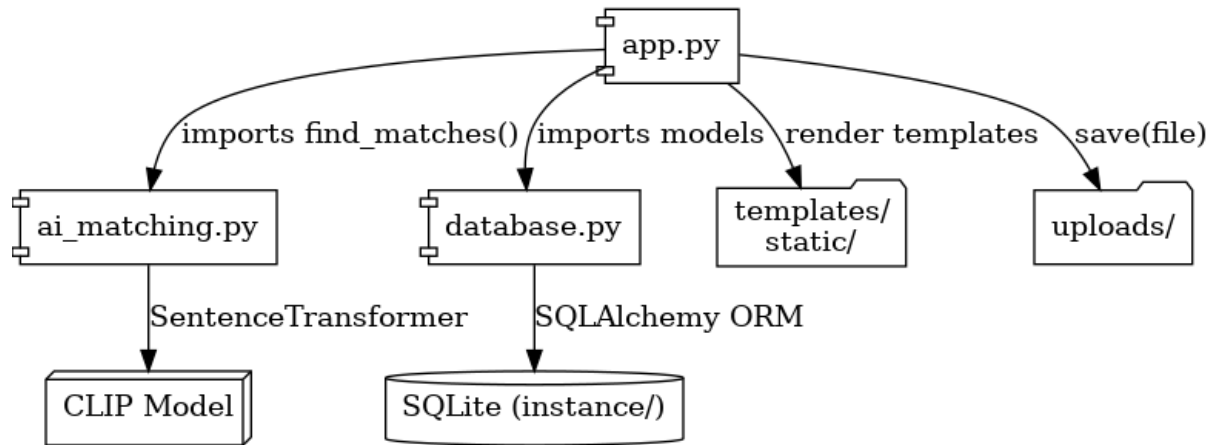 app.py
imports find_matches()
imports models
render templates
save(file)
ai_matching.py
database.py
templates/
static/
uploads/
SentenceTransformer
SQLAlchemy ORM
CLIP Model
SQLite (instance/)